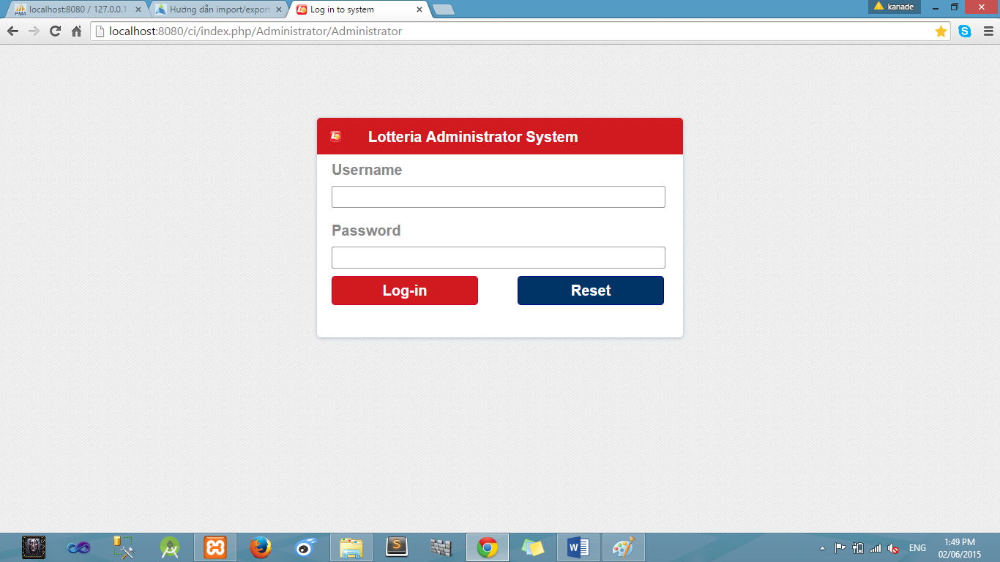 localhost:8080 / 127.0.0.1
Hướng dẫn import/export
Log in to system
kanade
localhost:8080/ci/index.php/Administrator/Administrator
Lotteria Administrator System
Username
Password
Log-in
Reset
ENG
1:49 PM
02/06/2015